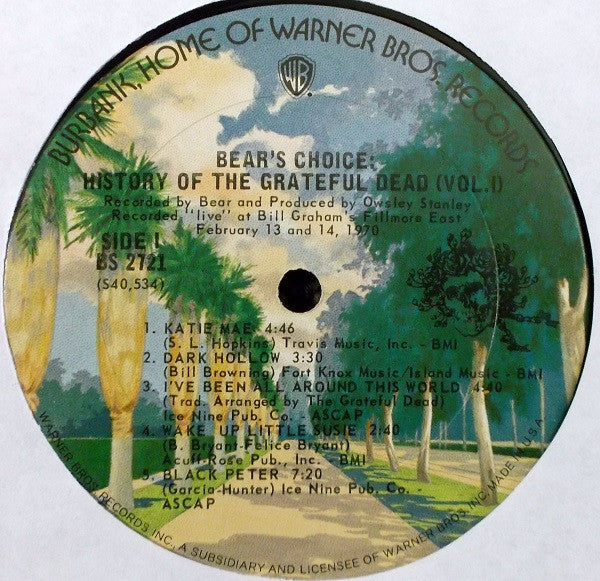 BURBANK, HOME OF WARNER BROS. RECORDS
WB
BEAR'S CHOICE:
HISTORY OF THE GRATEFUL DEAD (VOL.I)
Recorded by Bear and Produced by Owsley Stanley
Recorded "live" at Bill Graham's Fillmore East
February 13 and 14, 1970
SIDE I
BS 2721
(S40,534)
1. KATIE MAE 4:46
(S. L. Hopkins) Travis Music, Inc. - BMI
2. DARK HOLLOW 3:30
(Bill Browning) Fort Knox Music/Island Music - BMI
3. I'VE BEEN ALL AROUND THIS WORLD 4:40
(Trad. Arranged by The Grateful Dead)
Ice Nine Pub. Co. - ASCAP
4. WAKE UP LITTLE SUSIE 2:40
(B. Bryant-Felice Bryant)
Acuff-Rose Pub., Inc. BMI
5. BLACK PETER 7:20
(Garcia-Hunter) Ice Nine Pub. Co. -
ASCAP
WARNER BROS. RECORDS INC., A SUBSIDIARY AND LICENSEE OF WARNER BROS. INC. MADE IN U.S.A.